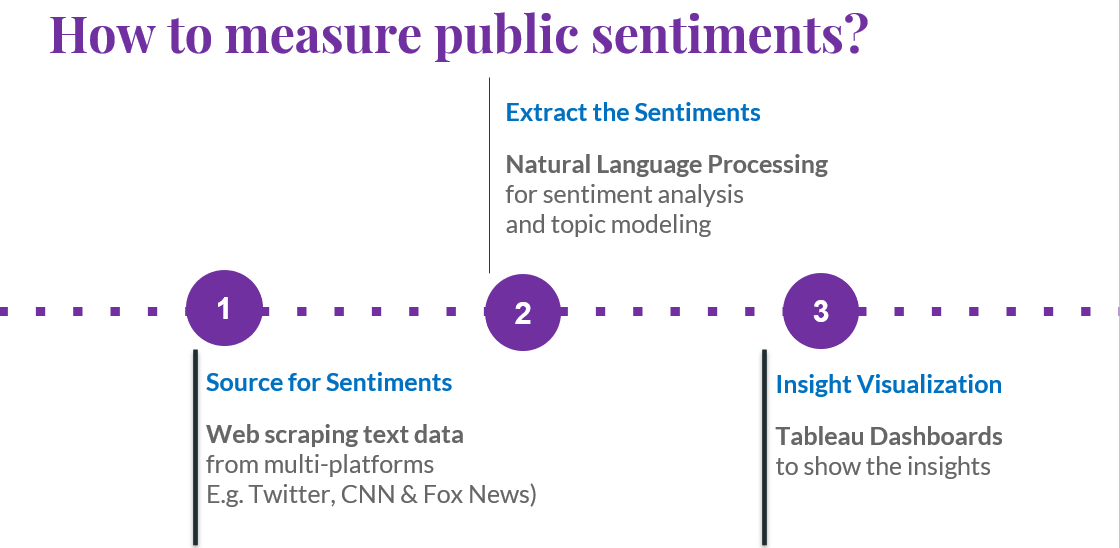 How to measure public sentiments?
1
Source for Sentiments
Web scraping text data
from multi-platforms
E.g. Twitter, CNN & Fox News)
2
Extract the Sentiments
Natural Language Processing
for sentiment analysis
and topic modeling
3
Insight Visualization
Tableau Dashboards
to show the insights